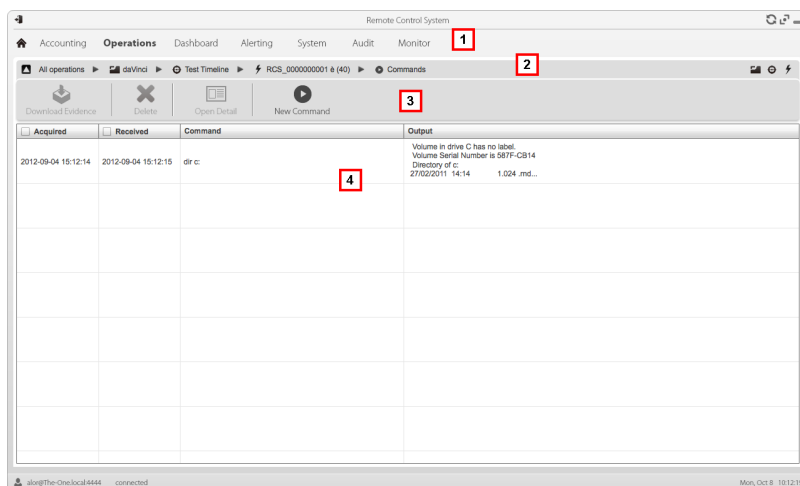 Remote Control System
Accounting Operations Dashboard Alerting System Audit Monitor 1
All operations daVinci Test Timeline RCS_0000000001 è (40) Commands 2
Download Evidence Delete Open Detail New Command 3
Acquired Received Command Output
2012-09-04 15:12:14 2012-09-04 15:12:15 dir c: Volume in drive C has no label.
Volume Serial Number is 587F-CB14
Directory of c:
27/02/2011 14:14 1.024 .md...
4
alor@The-One.local:4444 connected Mon, Oct 8 10:12:19